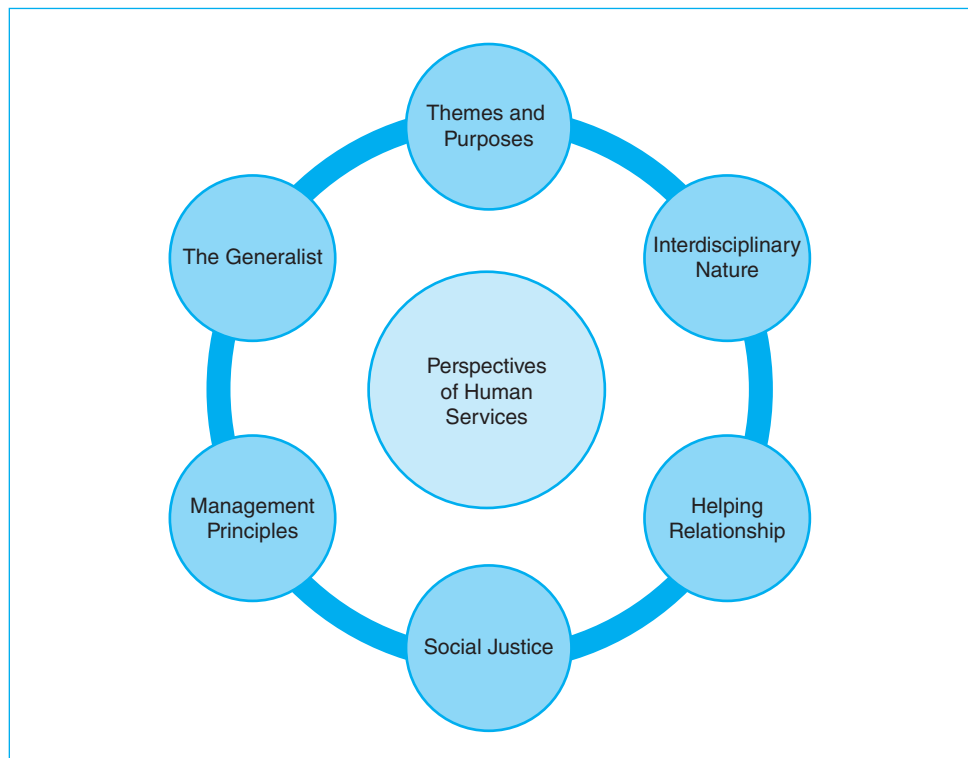 Themes and
Purposes
Interdisciplinary
Nature
Helping
Relationship
Social Justice
Management
Principles
The Generalist
Perspectives
of Human
Services